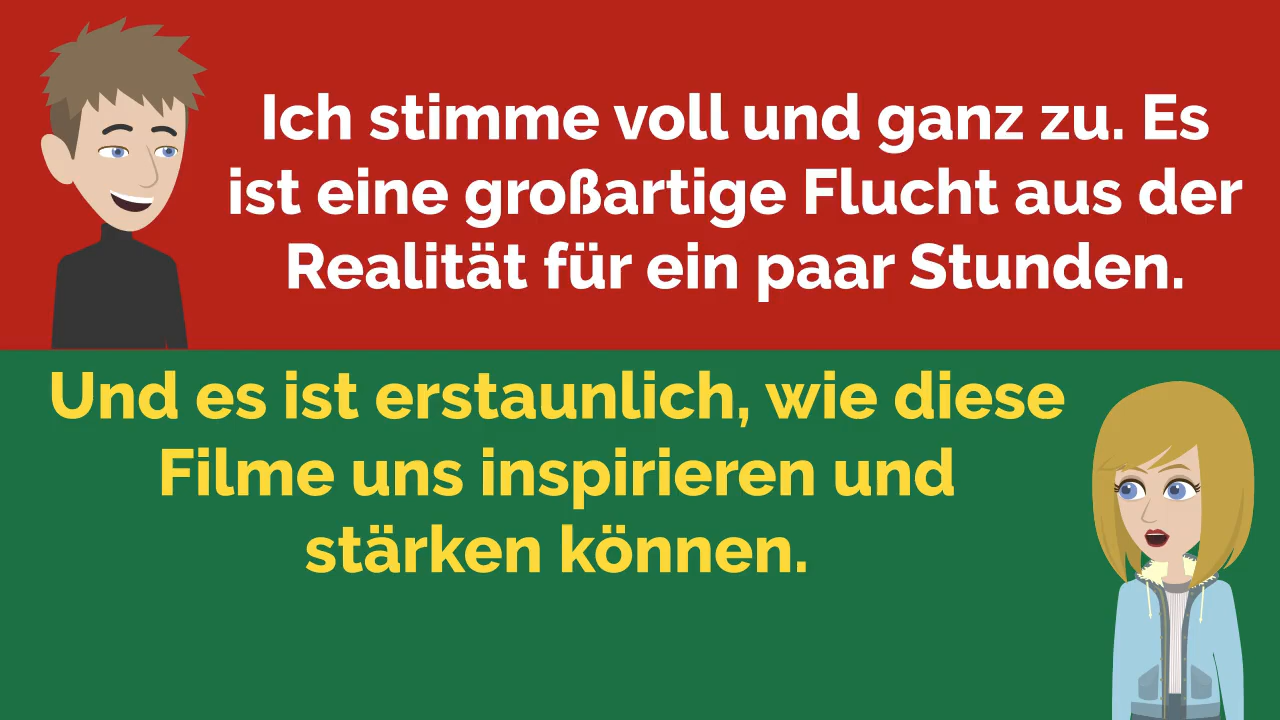 Ich stimme voll und ganz zu. Es
ist eine großartige Flucht aus der
Realität für ein paar Stunden.
Und es ist erstaunlich, wie diese
Filme uns inspirieren und
stärken können.